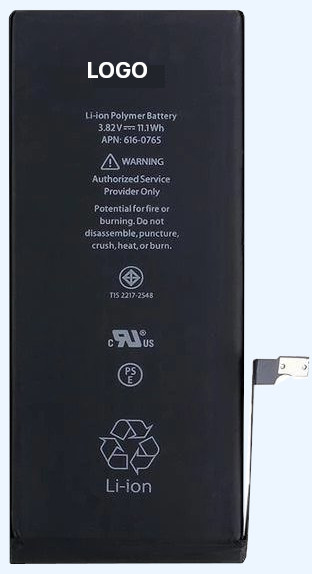 LOGO
Li-ion Polymer Battery
3.82V⎓11.1Wh
APN: 616-0765
WARNING
Authorized Service
Provider Only
Potential for fire or
burning. Do not
disassemble, puncture,
crush, heat, or burn.
TIS 2217-2548
c RU® US
PS
E
Li-ion